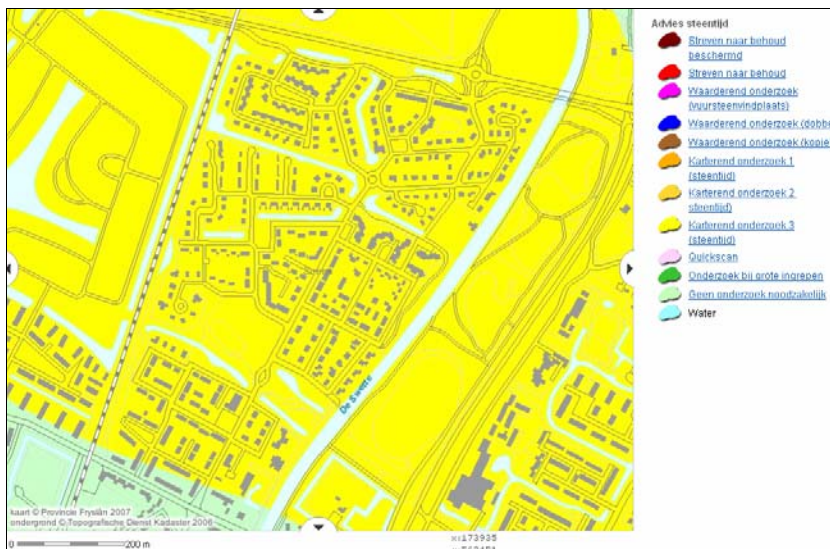 Advies steentijd
Streven naar behoud
beschermd
Streven naar behoud
Waarderend onderzoek
(vuursteenvindplaats)
Waarderend onderzoek (dobbe
Waarderend onderzoek (kopje
Karterend onderzoek 1
(steentijd)
Karterend onderzoek 2
steentijd)
Karterend onderzoek 3
(steentijd)
Quickscan
Onderzoek bij grote ingrepen
Geen onderzoek noodzakelijk
Water
De Swette
kaart © Provincie Fryslân 2007
ondergrond © Topografische Dienst Kadaster 2006
0 200 m
x:173935